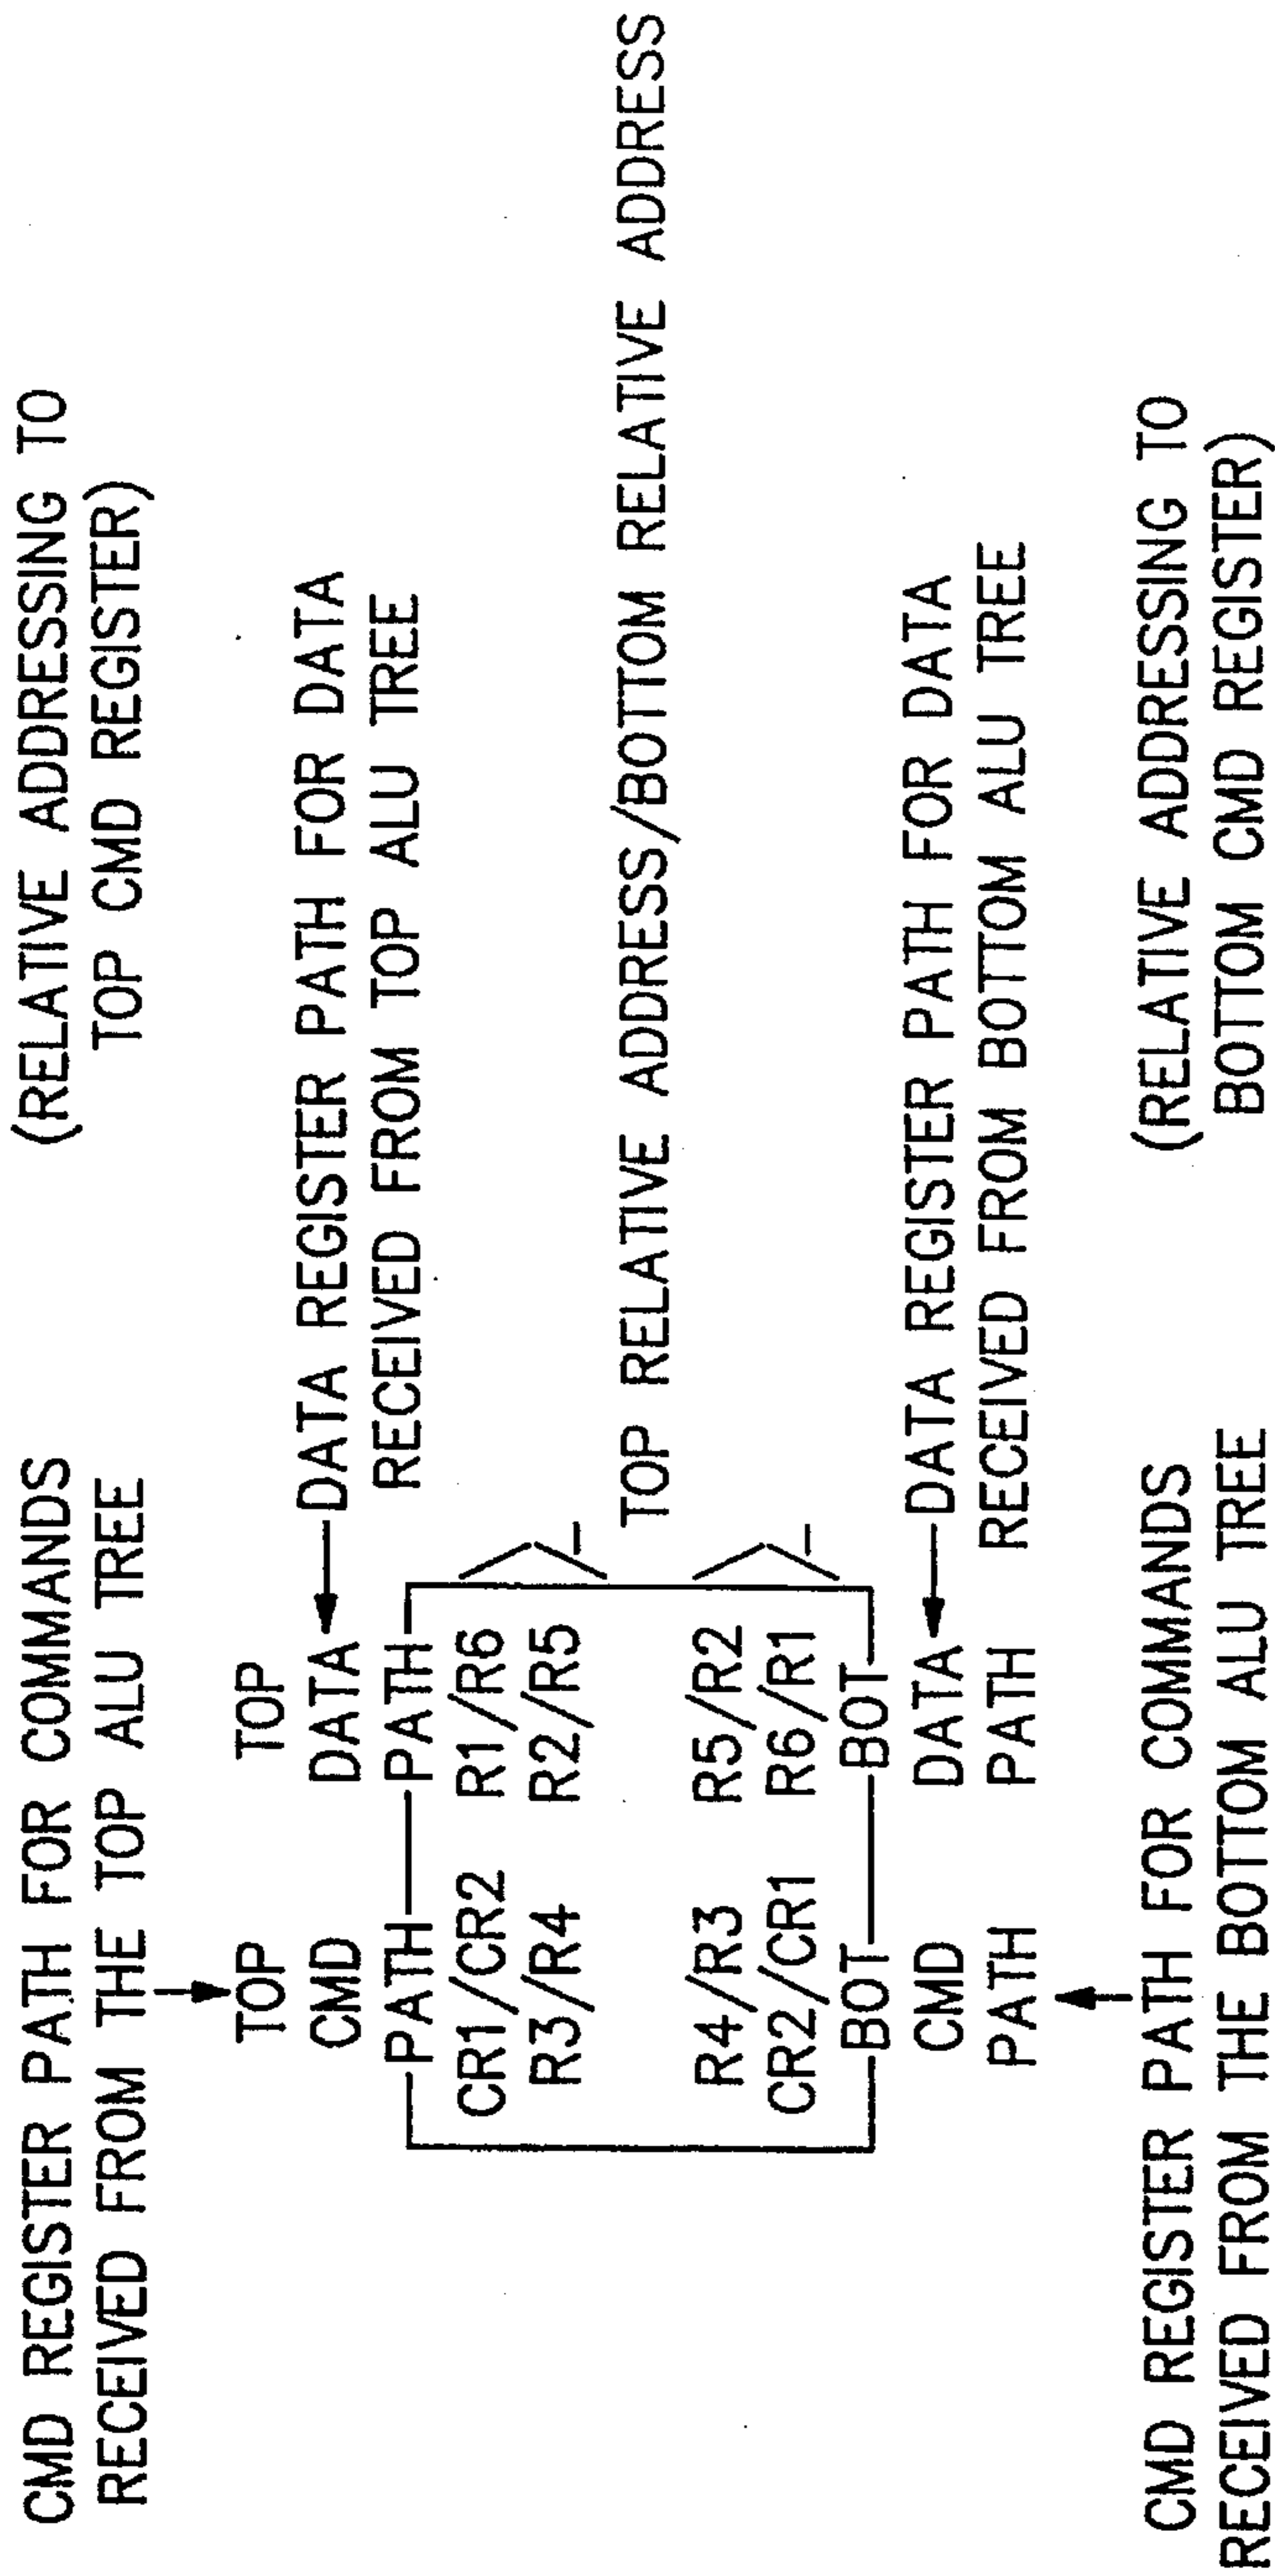 CMD REGISTER PATH FOR COMMANDS (RELATIVE ADDRESSING TO
RECEIVED FROM THE TOP ALU TREE TOP CMD REGISTER)
TOP TOP
CMD DATA DATA REGISTER PATH FOR DATA
PATH PATH RECEIVED FROM TOP ALU TREE
CR1/CR2 R1/R6
R3/R4 R2/R5
TOP RELATIVE ADDRESS/BOTTOM RELATIVE ADDRESS
R4/R3 R5/R2
CR2/CR1 R6/R1
BOT BOT
CMD DATA DATA REGISTER PATH FOR DATA
PATH PATH RECEIVED FROM BOTTOM ALU TREE
CMD REGISTER PATH FOR COMMANDS (RELATIVE ADDRESSING TO
RECEIVED FROM THE BOTTOM ALU TREE BOTTOM CMD REGISTER)